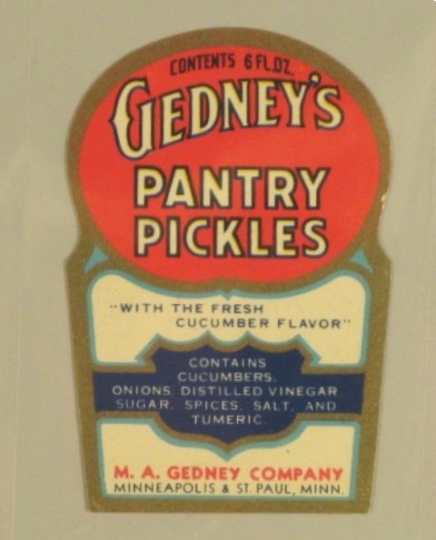 CONTENTS 6 FL.OZ.
GEDNEY'S
PANTRY
PICKLES
"WITH THE FRESH
CUCUMBER FLAVOR"
CONTAINS
CUCUMBERS.
ONIONS. DISTILLED VINEGAR
SUGAR. SPICES. SALT, AND
TUMERIC.
M. A. GEDNEY COMPANY
MINNEAPOLIS & ST. PAUL, MINN.